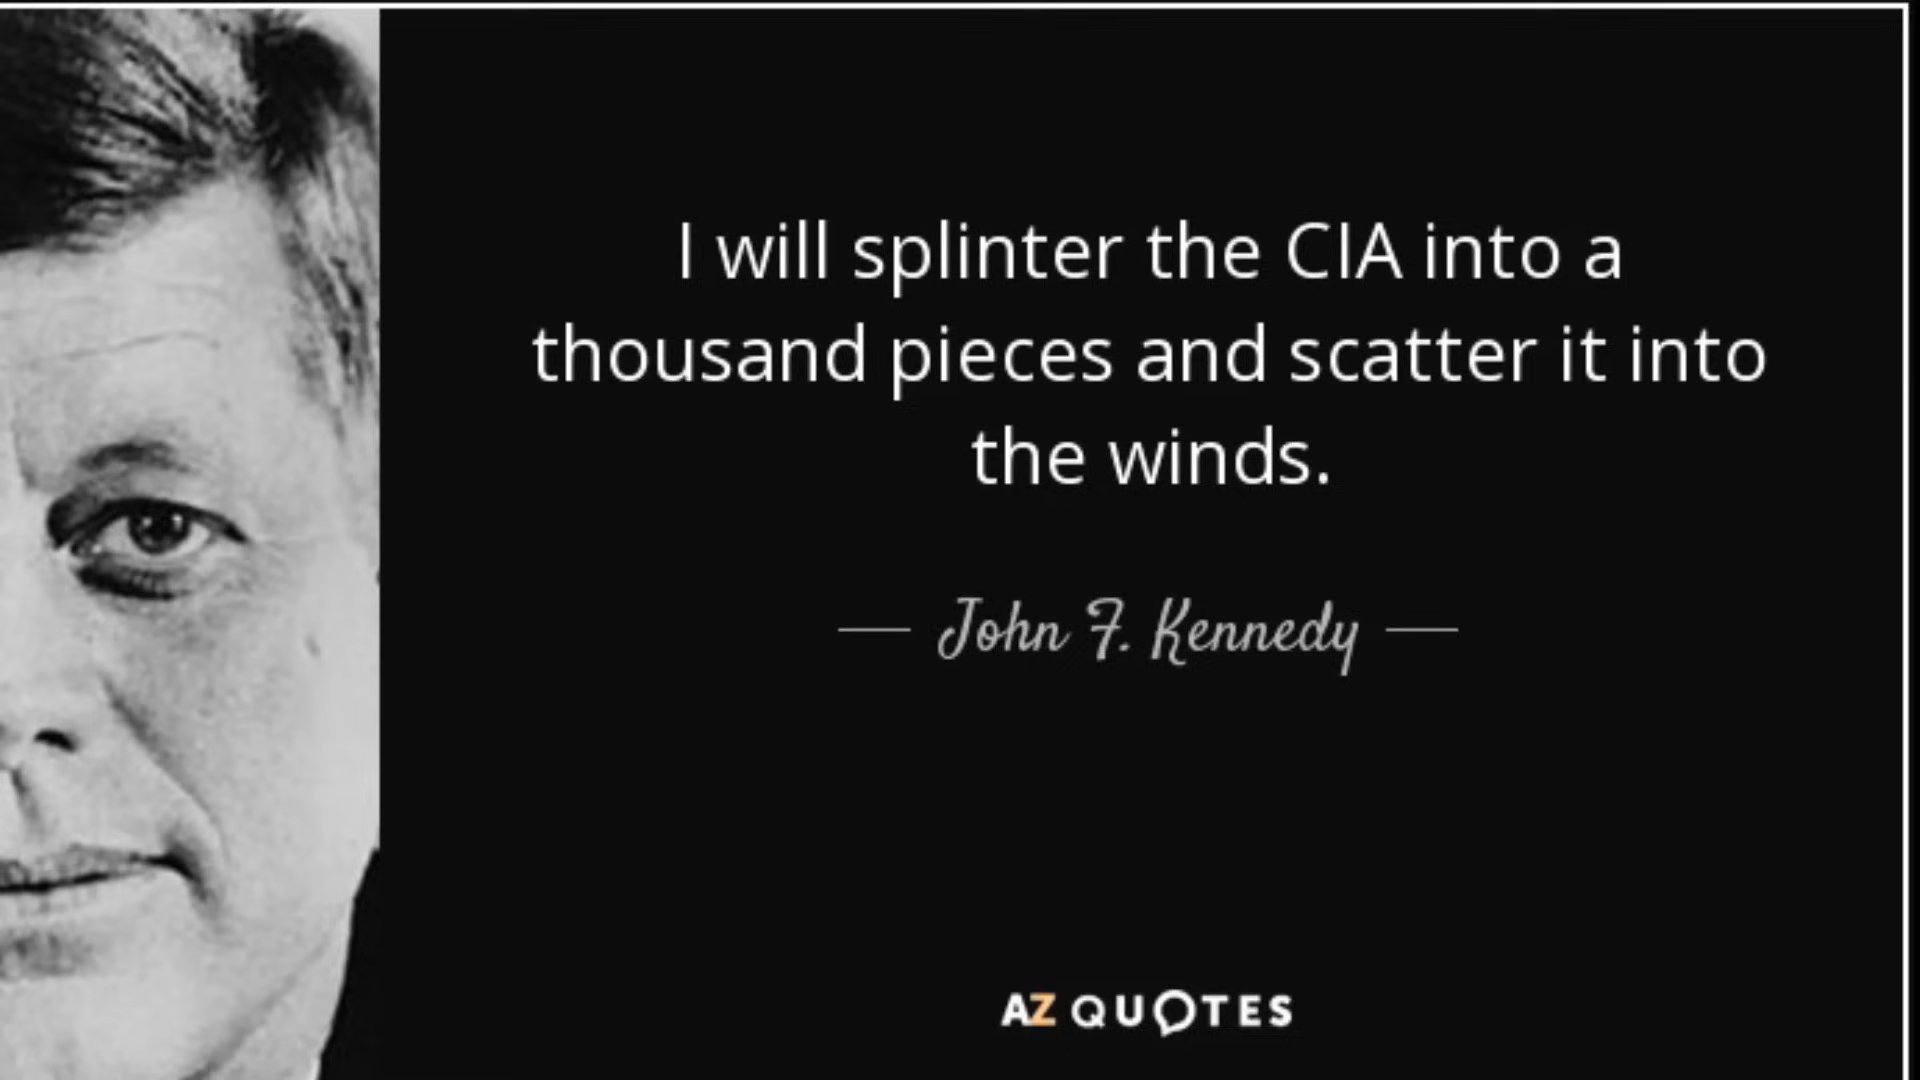 I will splinter the CIA into a
thousand pieces and scatter it into
the winds.
— John F. Kennedy —
AZ QUOTES